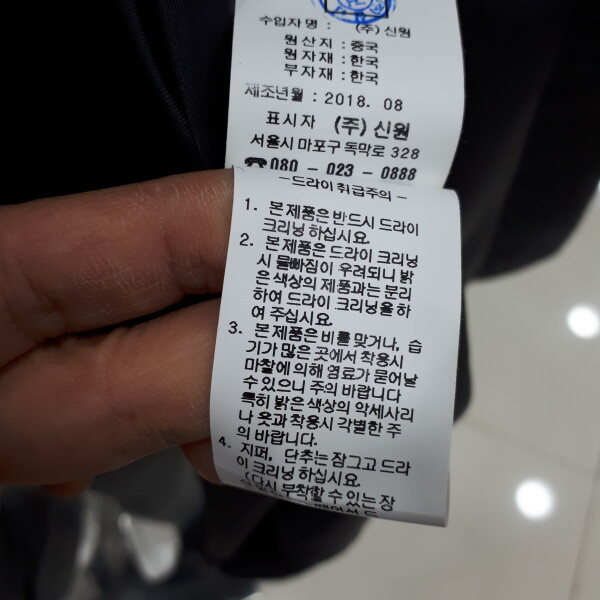 수입자명 : (주)신원
원산지 : 중국
원자재 : 한국
부자재 : 한국
제조년월 : 2018. 08
표시자 (주)신원
서울시 마포구 독막로 328
☎080 - 023 - 0888
- 드라이 취급주의 -
1. 본 제품은 반드시 드라이
크리닝 하십시요.
2. 본 제품은 드라이 크리닝
시 물빠짐이 우려되니 밝
은 색상의 제품과는 분리
하여 드라이 크리닝을 하
여 주십시요.
3. 본 제품은 비를 맞거나, 습
기가 많은 곳에서 착용시
마찰에 의해 염료가 묻어날
수 있으니 주의 바랍니다
특히 밝은 색상의 악세사리
나 옷과 착용시 각별한 주
의 바랍니다.
4. 지퍼, 단추는 잠그고 드라
이 크리닝 하십시요.
(다시 부착할 수 있는 장